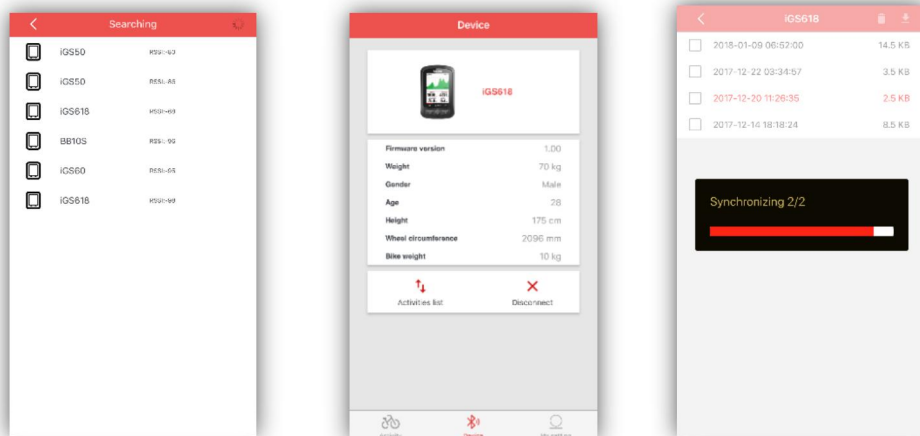 Searching
iGS50
iGS50
iGS618
BB10S
iGS60
iGS618
Device
iGS618
Firmware version 1.00
Weight 70 kg
Gender Male
Age 28
Height 175 cm
Wheel circumference 2096 mm
Bike weight 10 kg
Activities list Disconnect
iGS618
2018-01-09 06:52:00 14.5 KB
2017-12-22 03:34:57 3.5 KB
2017-12-20 11:26:35 2.5 KB
2017-12-14 18:18:24 8.5 KB
Synchronizing 2/2